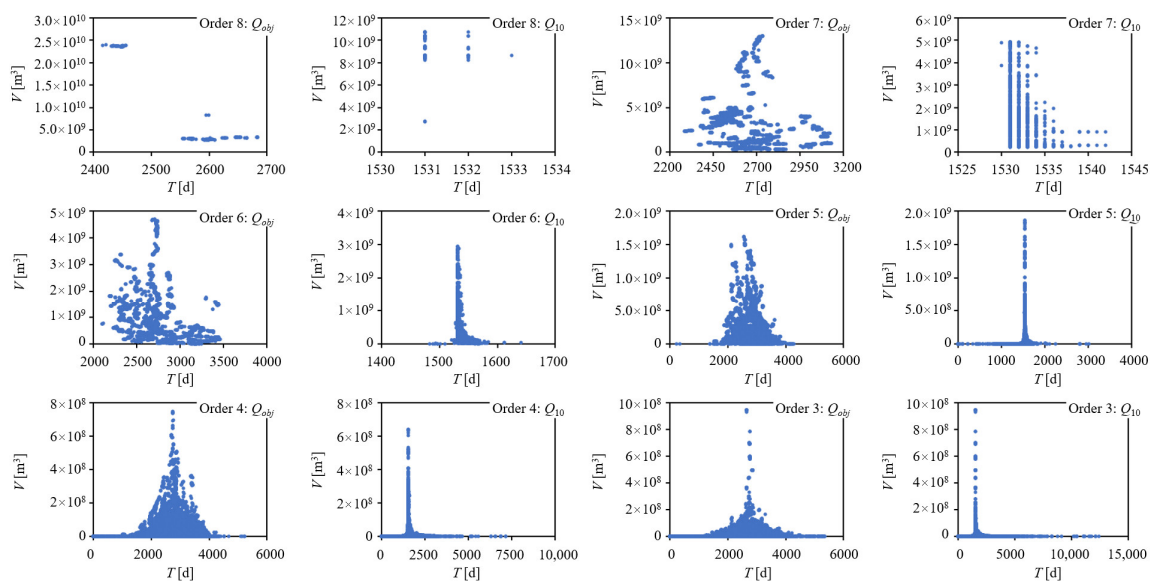 Order 8: Q_obj
3.0×10¹⁰
2.5×10¹⁰
2.0×10¹⁰
1.5×10¹⁰
1.0×10¹⁰
5.0×10⁹
0
V [m³]
2400 2500 2600 2700
T [d]
Order 8: Q₁₀
12×10⁹
10×10⁹
8×10⁹
6×10⁹
4×10⁹
2×10⁹
0
V [m³]
1530 1531 1532 1533 1534
T [d]
Order 7: Q_obj
15×10⁹
10×10⁹
5×10⁹
0
V [m³]
2200 2450 2700 2950 3200
T [d]
Order 7: Q₁₀
6×10⁹
5×10⁹
4×10⁹
3×10⁹
2×10⁹
1×10⁹
0
V [m³]
1525 1530 1535 1540 1545
T [d]
Order 6: Q_obj
5×10⁹
4×10⁹
3×10⁹
2×10⁹
1×10⁹
0
V [m³]
2000 2500 3000 3500 4000
T [d]
Order 6: Q₁₀
4×10⁹
3×10⁹
2×10⁹
1×10⁹
0
V [m³]
1400 1500 1600 1700
T [d]
Order 5: Q_obj
2.0×10⁹
1.5×10⁹
1.0×10⁹
5.0×10⁸
0
V [m³]
0 2000 4000 6000
T [d]
Order 5: Q₁₀
2.0×10⁹
1.5×10⁹
1.0×10⁹
5.0×10⁸
0
V [m³]
0 1000 2000 3000 4000
T [d]
Order 4: Q_obj
8×10⁸
6×10⁸
4×10⁸
2×10⁸
0
V [m³]
0 2000 4000 6000
T [d]
Order 4: Q₁₀
8×10⁸
6×10⁸
4×10⁸
2×10⁸
0
V [m³]
0 2500 5000 7500 10,000
T [d]
Order 3: Q_obj
10×10⁸
8×10⁸
6×10⁸
4×10⁸
2×10⁸
0
V [m³]
0 2000 4000 6000
T [d]
Order 3: Q₁₀
10×10⁸
8×10⁸
6×10⁸
4×10⁸
2×10⁸
0
V [m³]
0 5000 10,000 15,000
T [d]